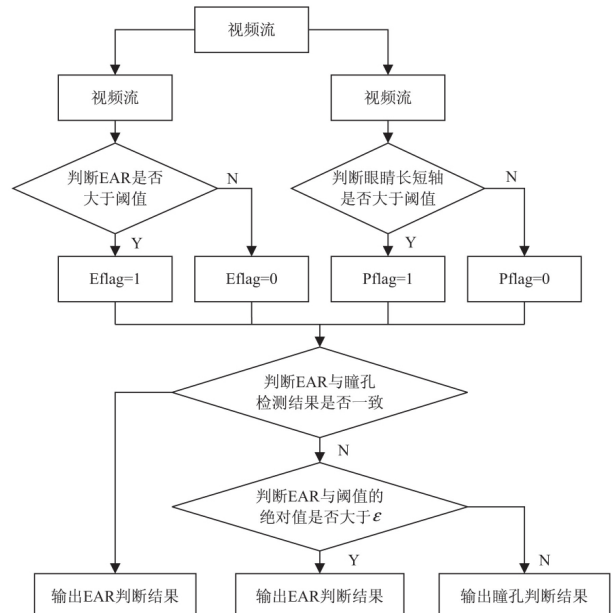 视频流
视频流
视频流
判断EAR是否
大于阈值
N
Y
判断眼睛长短轴
是否大于阈值
N
Y
Eflag=1
Eflag=0
Pflag=1
Pflag=0
判断EAR与瞳孔
检测结果是否一致
N
判断EAR与阈值的
绝对值是否大于ε
Y
N
输出EAR判断结果
输出EAR判断结果
输出瞳孔判断结果